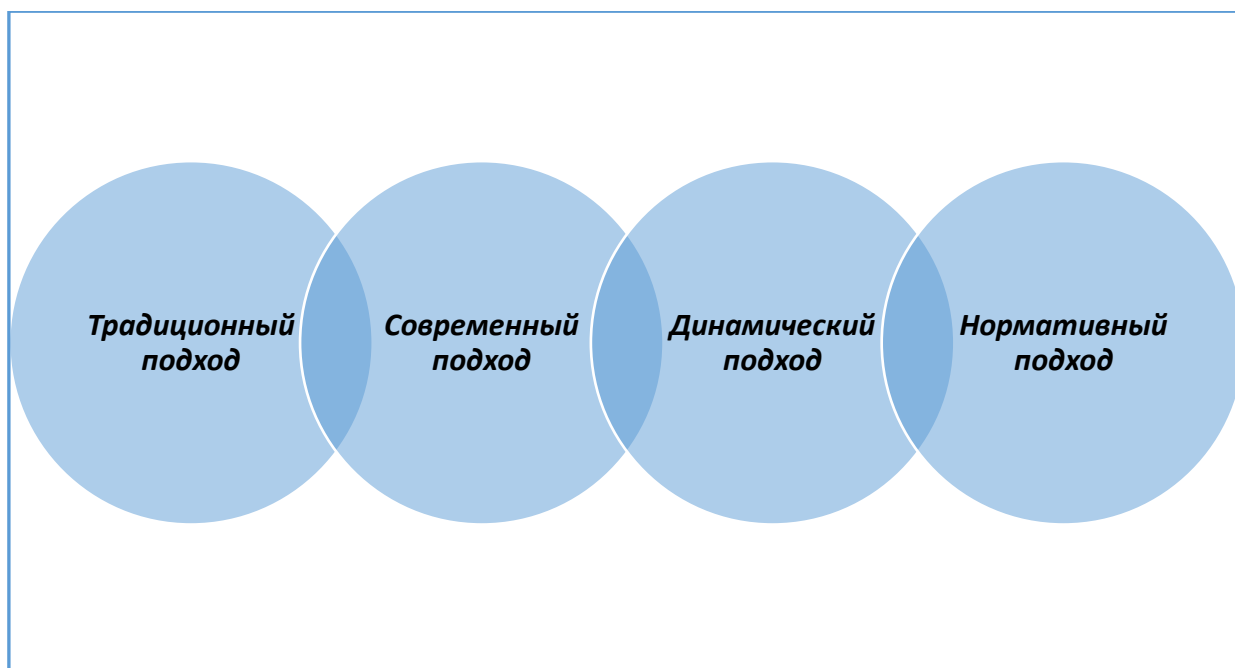 Традиционный
подход
Современный
подход
Динамический
подход
Нормативный
подход